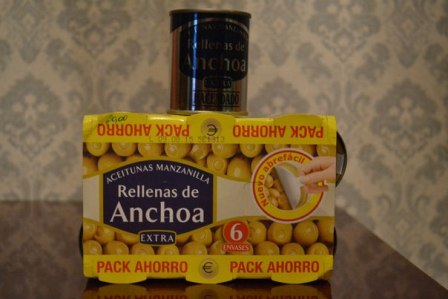 Rellenas de
Anchoa
EXTRA
PACK AHORRO
€
PACK AHORRO
ACEITUNAS MANZANILLA
Rellenas de
Anchoa
EXTRA
Nuevo abrefácil
6
ENVASES
PACK AHORRO
€
PACK AHORRO